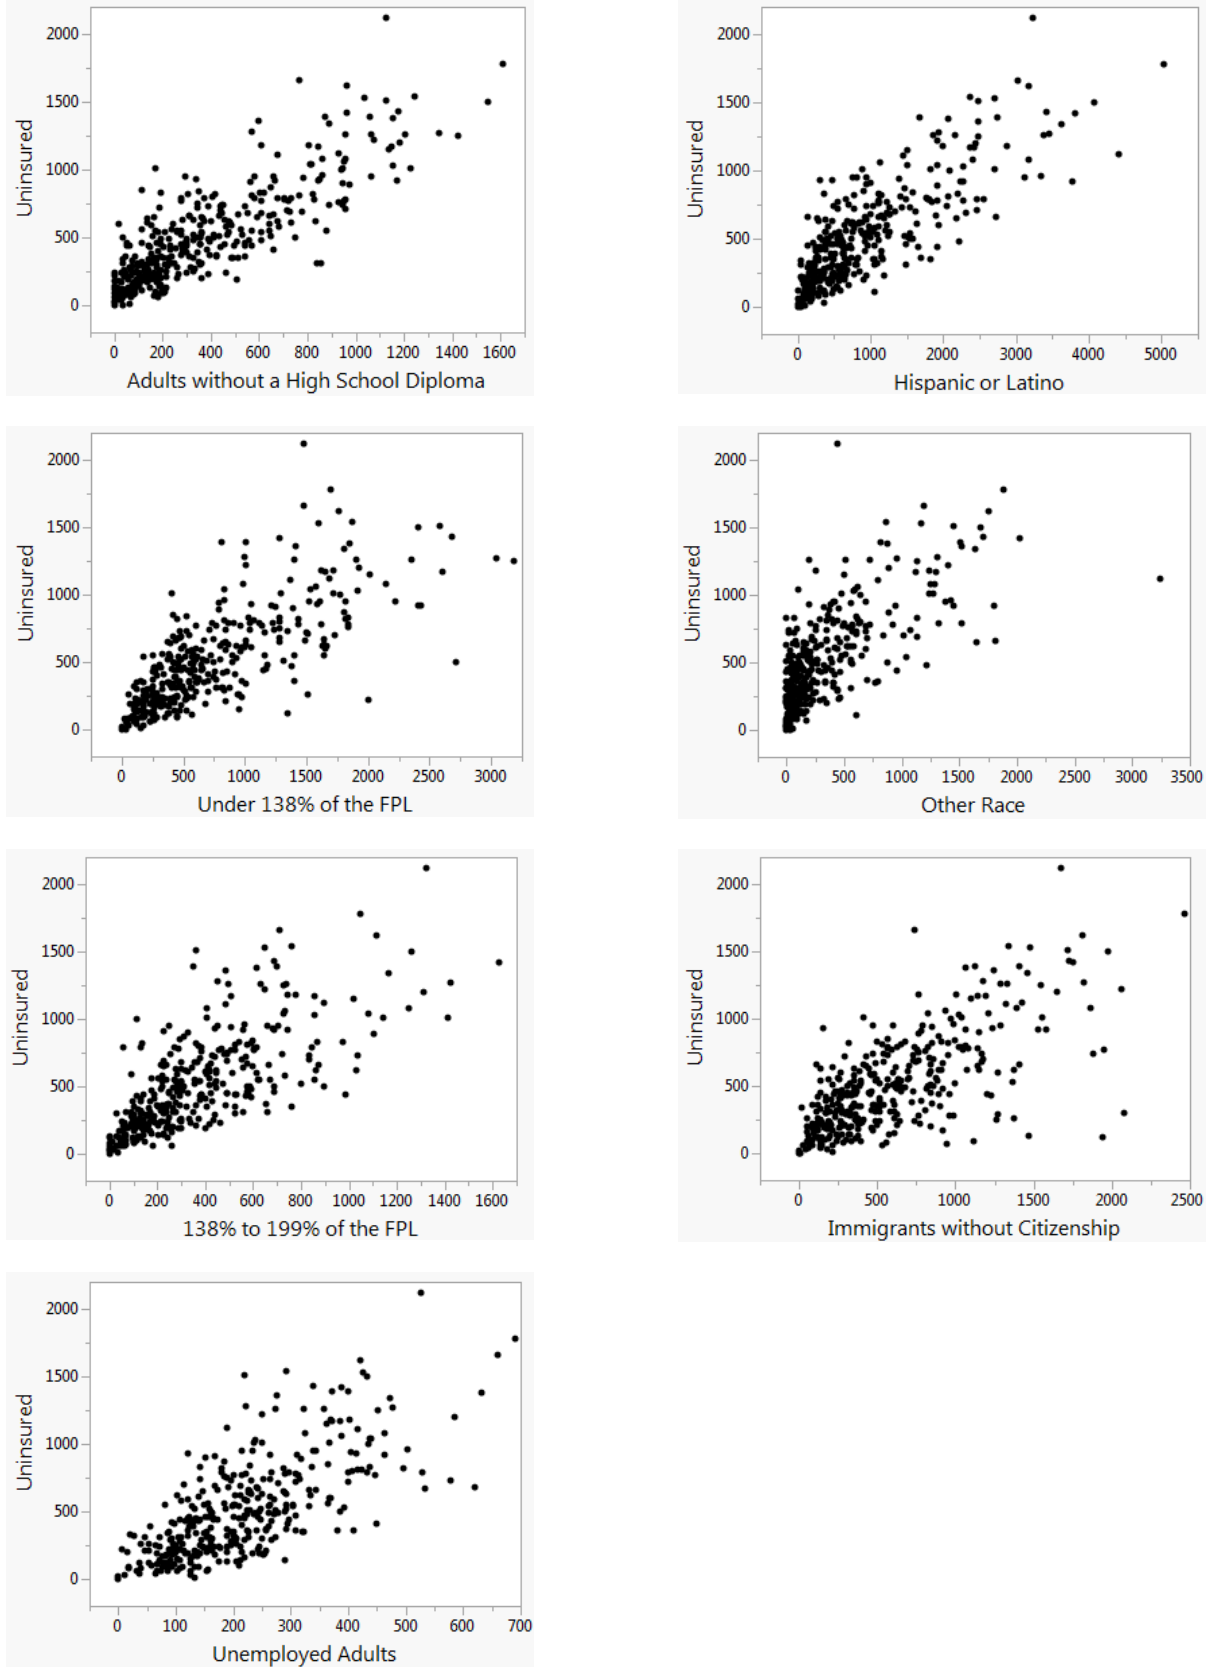 2000
1500
1000
500
0
Uninsured
0 200 400 600 800 1000 1200 1400 1600
Adults without a High School Diploma
2000
1500
1000
500
0
Uninsured
0 1000 2000 3000 4000 5000
Hispanic or Latino
2000
1500
1000
500
0
Uninsured
0 500 1000 1500 2000 2500 3000
Under 138% of the FPL
2000
1500
1000
500
0
Uninsured
0 500 1000 1500 2000 2500 3000 3500
Other Race
2000
1500
1000
500
0
Uninsured
0 200 400 600 800 1000 1200 1400 1600
138% to 199% of the FPL
2000
1500
1000
500
0
Uninsured
0 500 1000 1500 2000 2500
Immigrants without Citizenship
2000
1500
1000
500
0
Uninsured
0 100 200 300 400 500 600 700
Unemployed Adults